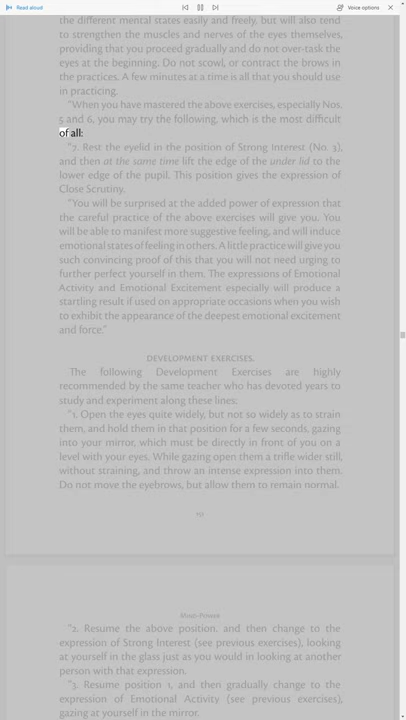 Read aloud
Voice options
the different mental states easily and freely, but will also tend
to strengthen the muscles and nerves of the eyes themselves,
providing that you proceed gradually and do not over-task the
eyes at the beginning. Do not scowl, or contract the brows in
the practices. A few minutes at a time is all that you should use
in practicing.
"When you have mastered the above exercises, especially Nos.
5 and 6, you may try the following, which is the most difficult
of all:
"7. Rest the eyelid in the position of Strong Interest (No. 3),
and then at the same time lift the edge of the under lid to the
lower edge of the pupil. This position gives the expression of
Close Scrutiny.
"You will be surprised at the added power of expression that
the careful practice of the above exercises will give you. You
will be able to manifest more suggestive feeling, and will induce
emotional states of feeling in others. A little practice will give you
such convincing proof of this that you will not need urging to
further perfect yourself in them. The expressions of Emotional
Activity and Emotional Excitement especially will produce a
startling result if used on appropriate occasions when you wish
to exhibit the appearance of the deepest emotional excitement
and force."
DEVELOPMENT EXERCISES.
The following Development Exercises are highly
recommended by the same teacher who has devoted years to
study and experiment along these lines:
"1. Open the eyes quite widely, but not so widely as to strain
them, and hold them in that position for a few seconds, gazing
into your mirror, which must be directly in front of you on a
level with your eyes. While gazing open them a trifle wider still,
without straining, and throw an intense expression into them.
Do not move the eyebrows, but allow them to remain normal.
Mind-Power
"2. Resume the above position, and then change to the
expression of Strong Interest (see previous exercises), looking
at yourself in the glass just as you would in looking at another
person with that expression.
"3. Resume position 1, and then gradually change to the
expression of Emotional Activity (see previous exercises),
gazing at yourself in the mirror.